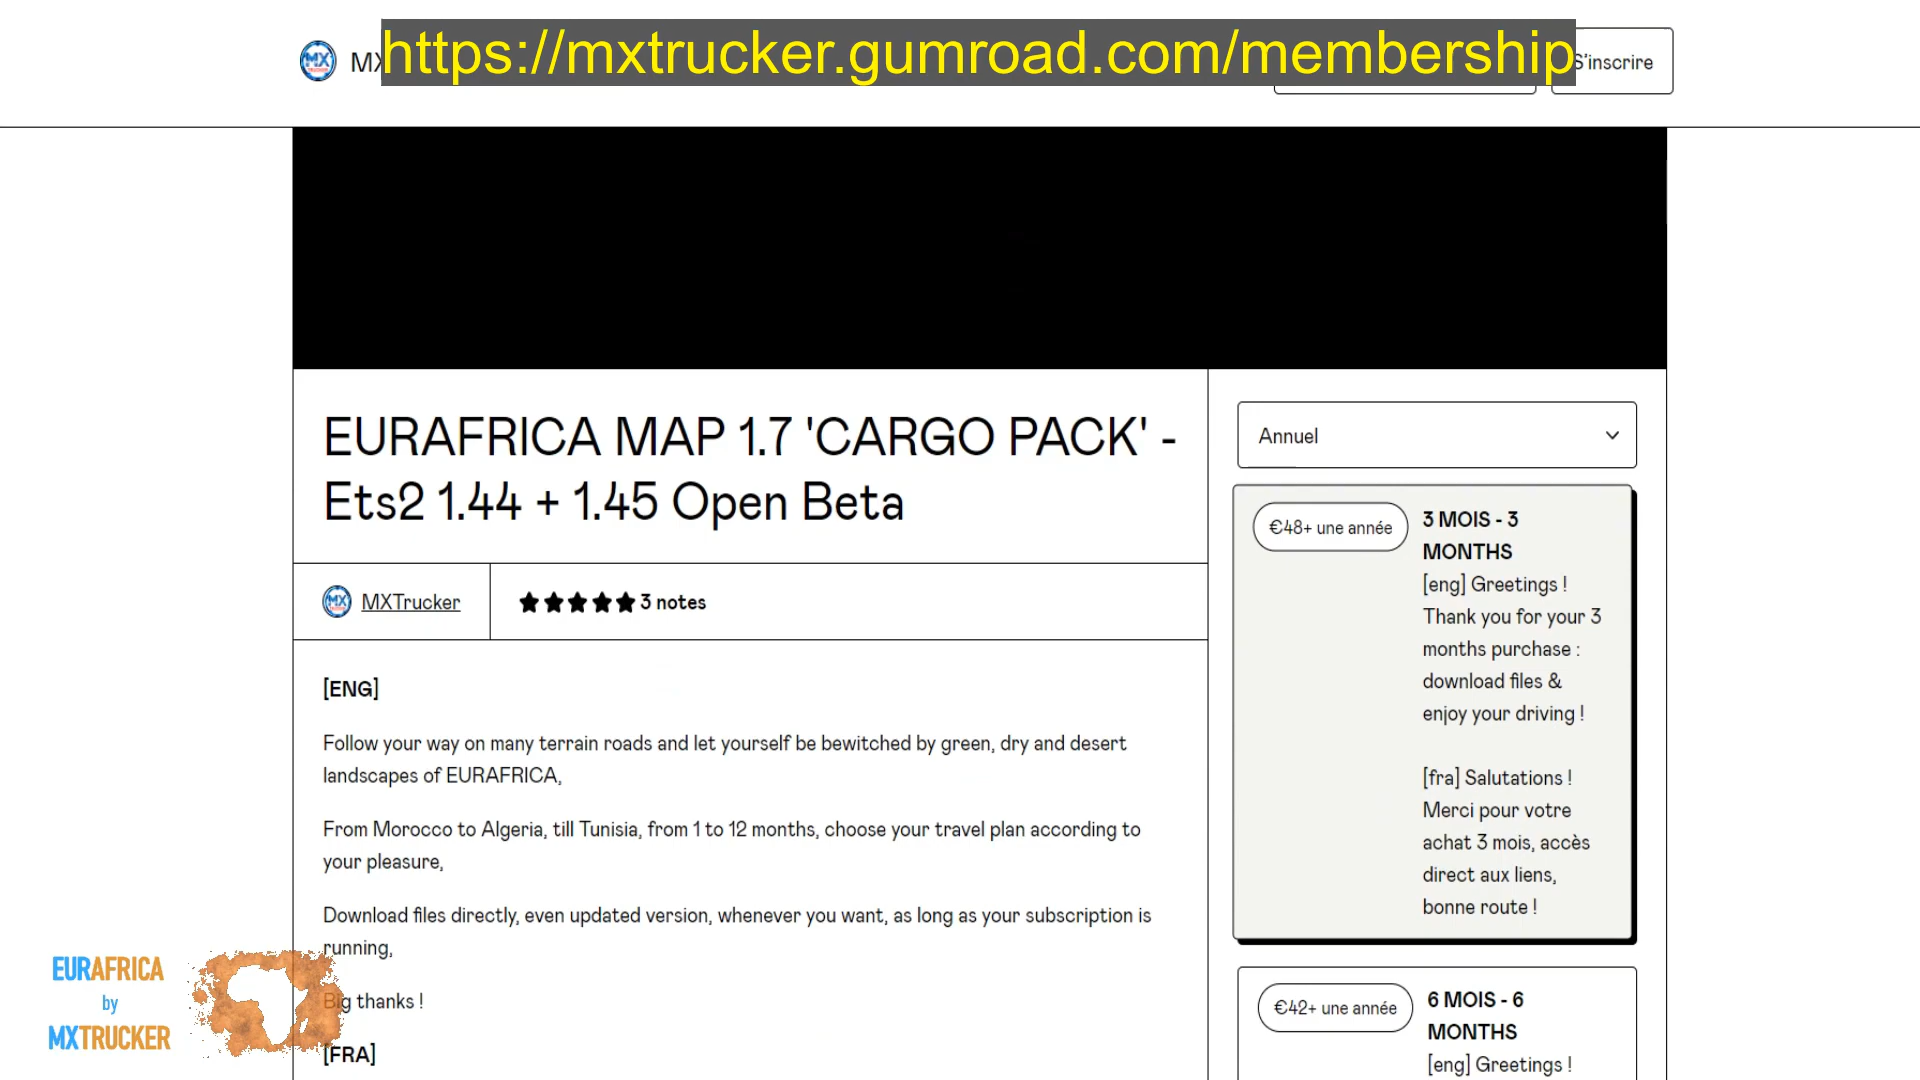 MX
https://mxtrucker.gumroad.com/membership
S'inscrire
EURAFRICA MAP 1.7 'CARGO PACK' -
Ets2 1.44 + 1.45 Open Beta
MX
MXTrucker
3 notes
[ENG]
Follow your way on many terrain roads and let yourself be bewitched by green, dry and desert
landscapes of EURAFRICA,
From Morocco to Algeria, till Tunisia, from 1 to 12 months, choose your travel plan according to
your pleasure,
Download files directly, even updated version, whenever you want, as long as your subscription is
running,
Big thanks !
[FRA]
Annuel
€48+ une année
3 MOIS - 3
MONTHS
[eng] Greetings !
Thank you for your 3
months purchase :
download files &
enjoy your driving !
[fra] Salutations !
Merci pour votre
achat 3 mois, accès
direct aux liens,
bonne route !
€42+ une année
6 MOIS - 6
MONTHS
[eng] Greetings !
EURAFRICA
by
MXTRUCKER